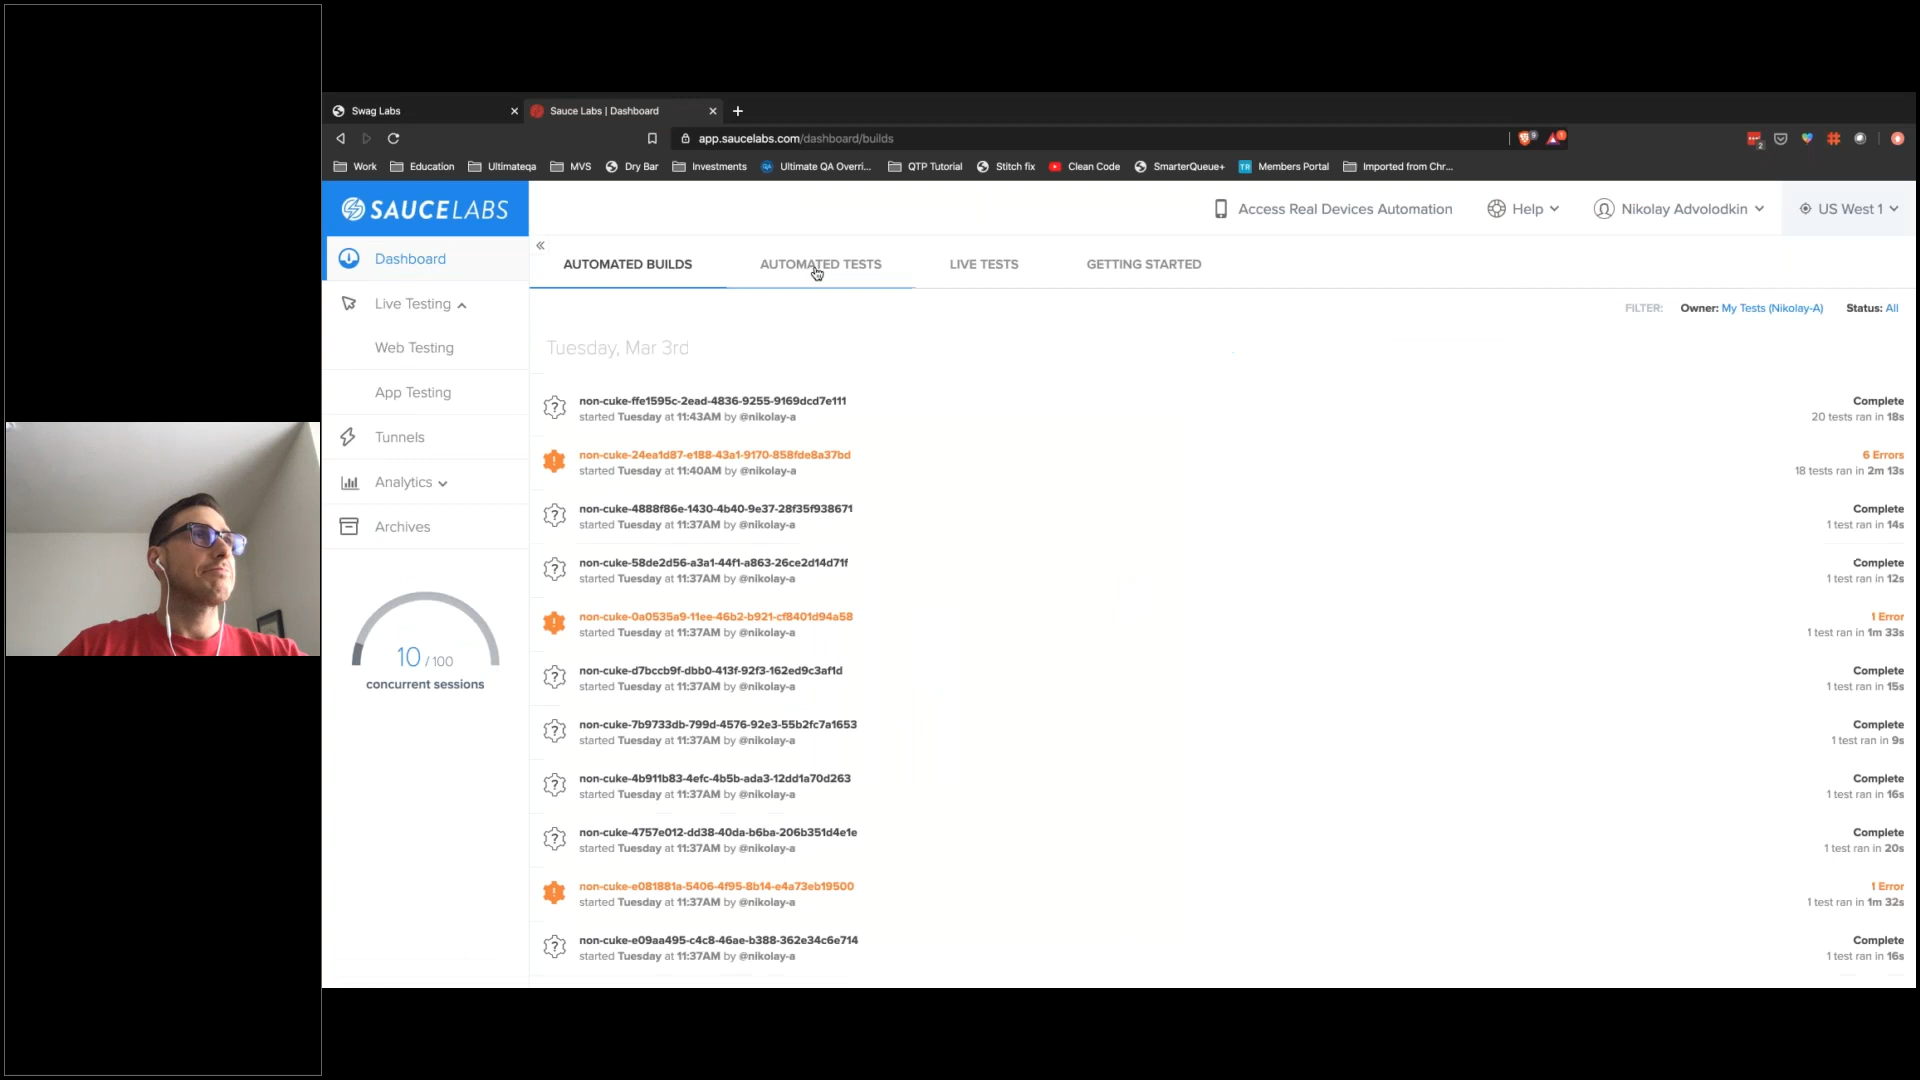 Swag Labs
Sauce Labs | Dashboard
app.saucelabs.com/dashboard/builds
Work Education Ultimateqa MVS Dry Bar Investments Ultimate QA Overri... QTP Tutorial Stitch fix Clean Code SmarterQueue+ TR Members Portal Imported from Chr...
SAUCELABS
Access Real Devices Automation Help Nikolay Advolodkin US West 1
Dashboard
Live Testing
Web Testing
App Testing
Tunnels
Analytics
Archives
10 / 100
concurrent sessions
AUTOMATED BUILDS AUTOMATED TESTS LIVE TESTS GETTING STARTED
FILTER: Owner: My Tests (Nikolay-A) Status: All
Tuesday, Mar 3rd
non-cuke-ffe1595c-2ead-4836-9255-9169dcd7e111 Complete
started Tuesday at 11:43AM by @nikolay-a 20 tests ran in 18s
non-cuke-24ea1d87-e188-43a1-9170-858fde8a37bd 6 Errors
started Tuesday at 11:40AM by @nikolay-a 18 tests ran in 2m 13s
non-cuke-4888f86e-1430-4b40-9e37-28f35f938671 Complete
started Tuesday at 11:37AM by @nikolay-a 1 test ran in 14s
non-cuke-58de2d56-a3a1-44f1-a863-26ce2d14d71f Complete
started Tuesday at 11:37AM by @nikolay-a 1 test ran in 12s
non-cuke-0a0535a9-11ee-46b2-b921-cf8401d94a58 1 Error
started Tuesday at 11:37AM by @nikolay-a 1 test ran in 1m 33s
non-cuke-d7bccb9f-dbb0-413f-92f3-162ed9c3af1d Complete
started Tuesday at 11:37AM by @nikolay-a 1 test ran in 15s
non-cuke-7b9733db-799d-4576-92e3-55b2fc7a1653 Complete
started Tuesday at 11:37AM by @nikolay-a 1 test ran in 9s
non-cuke-4b911b83-4efc-4b5b-ada3-12dd1a70d263 Complete
started Tuesday at 11:37AM by @nikolay-a 1 test ran in 16s
non-cuke-4757e012-dd38-40da-b6ba-206b351d4e1e Complete
started Tuesday at 11:37AM by @nikolay-a 1 test ran in 20s
non-cuke-e081881a-5406-4f95-8b14-e4a73eb19500 1 Error
started Tuesday at 11:37AM by @nikolay-a 1 test ran in 1m 32s
non-cuke-e09aa495-c4c8-46ae-b388-362e34c6e714 Complete
started Tuesday at 11:37AM by @nikolay-a 1 test ran in 16s